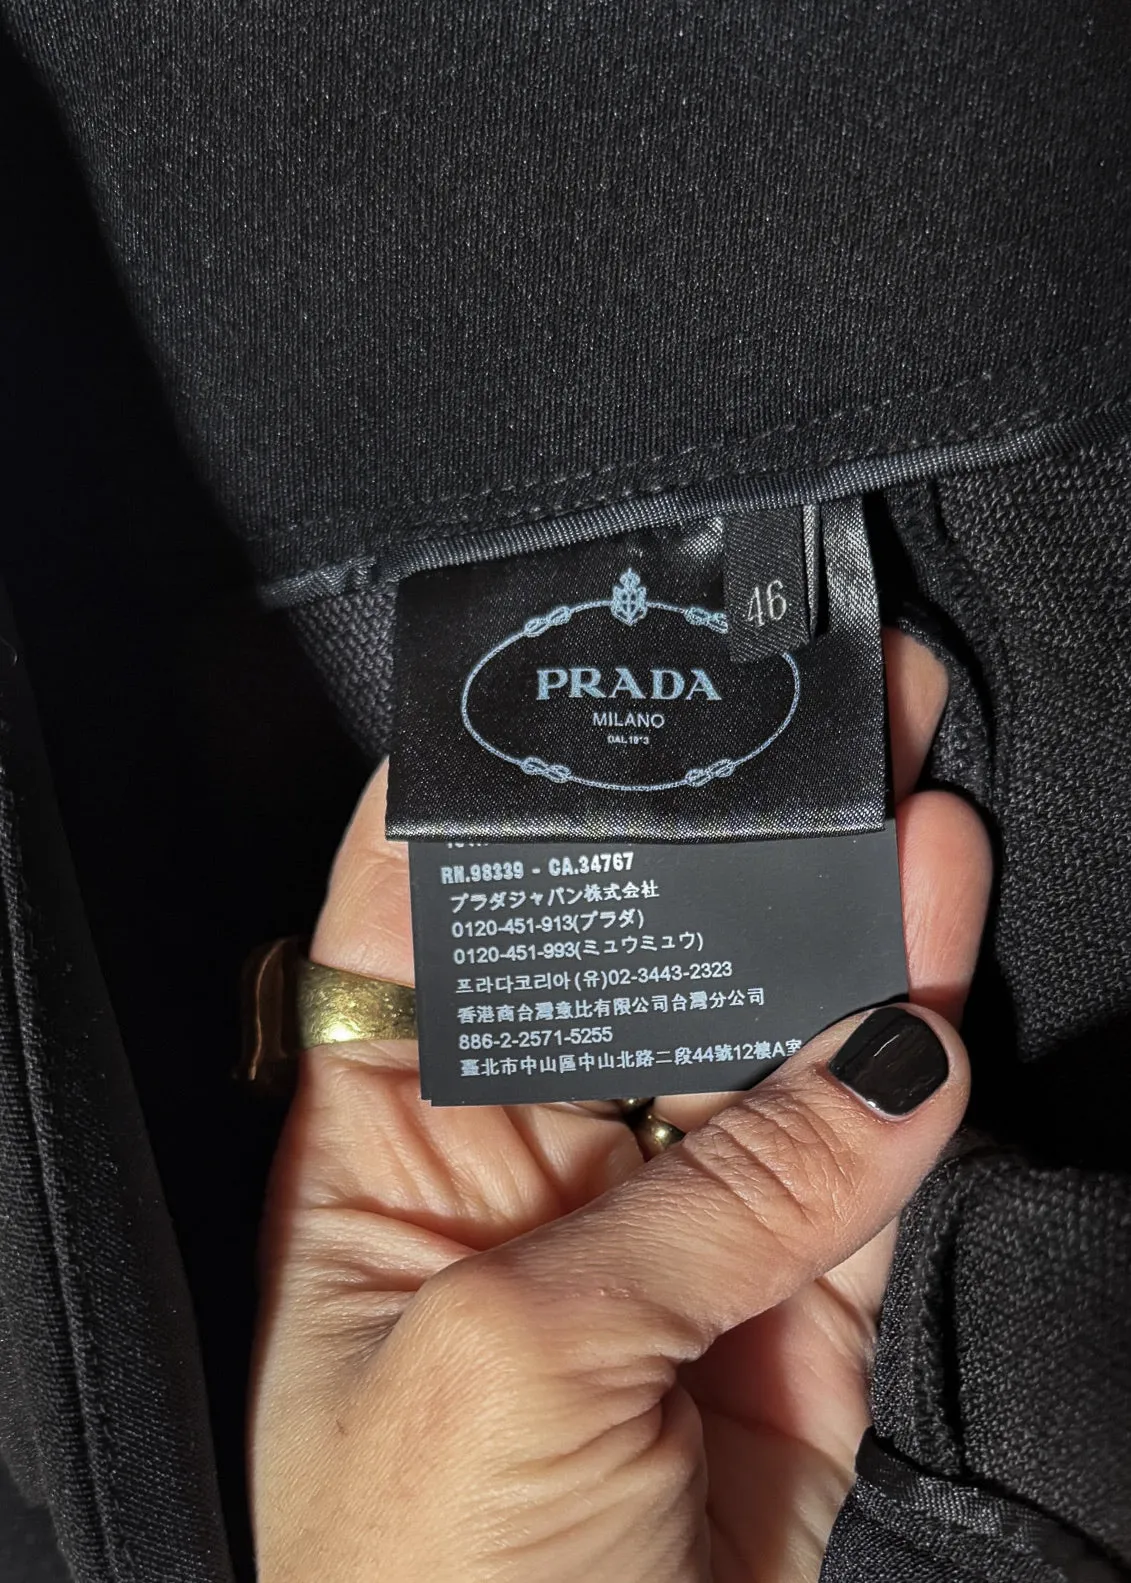 46
PRADA
MILANO
DAL 19*3
RN.98339 - CA.34767
プラダジャパン株式会社
0120-451-913(プラダ)
0120-451-993(ミュウミュウ)
프라다코리아(유)02-3443-2323
香港商台灣意比有限公司台灣分公司
886-2-2571-5255
臺北市中山區中山北路二段44號12樓A室